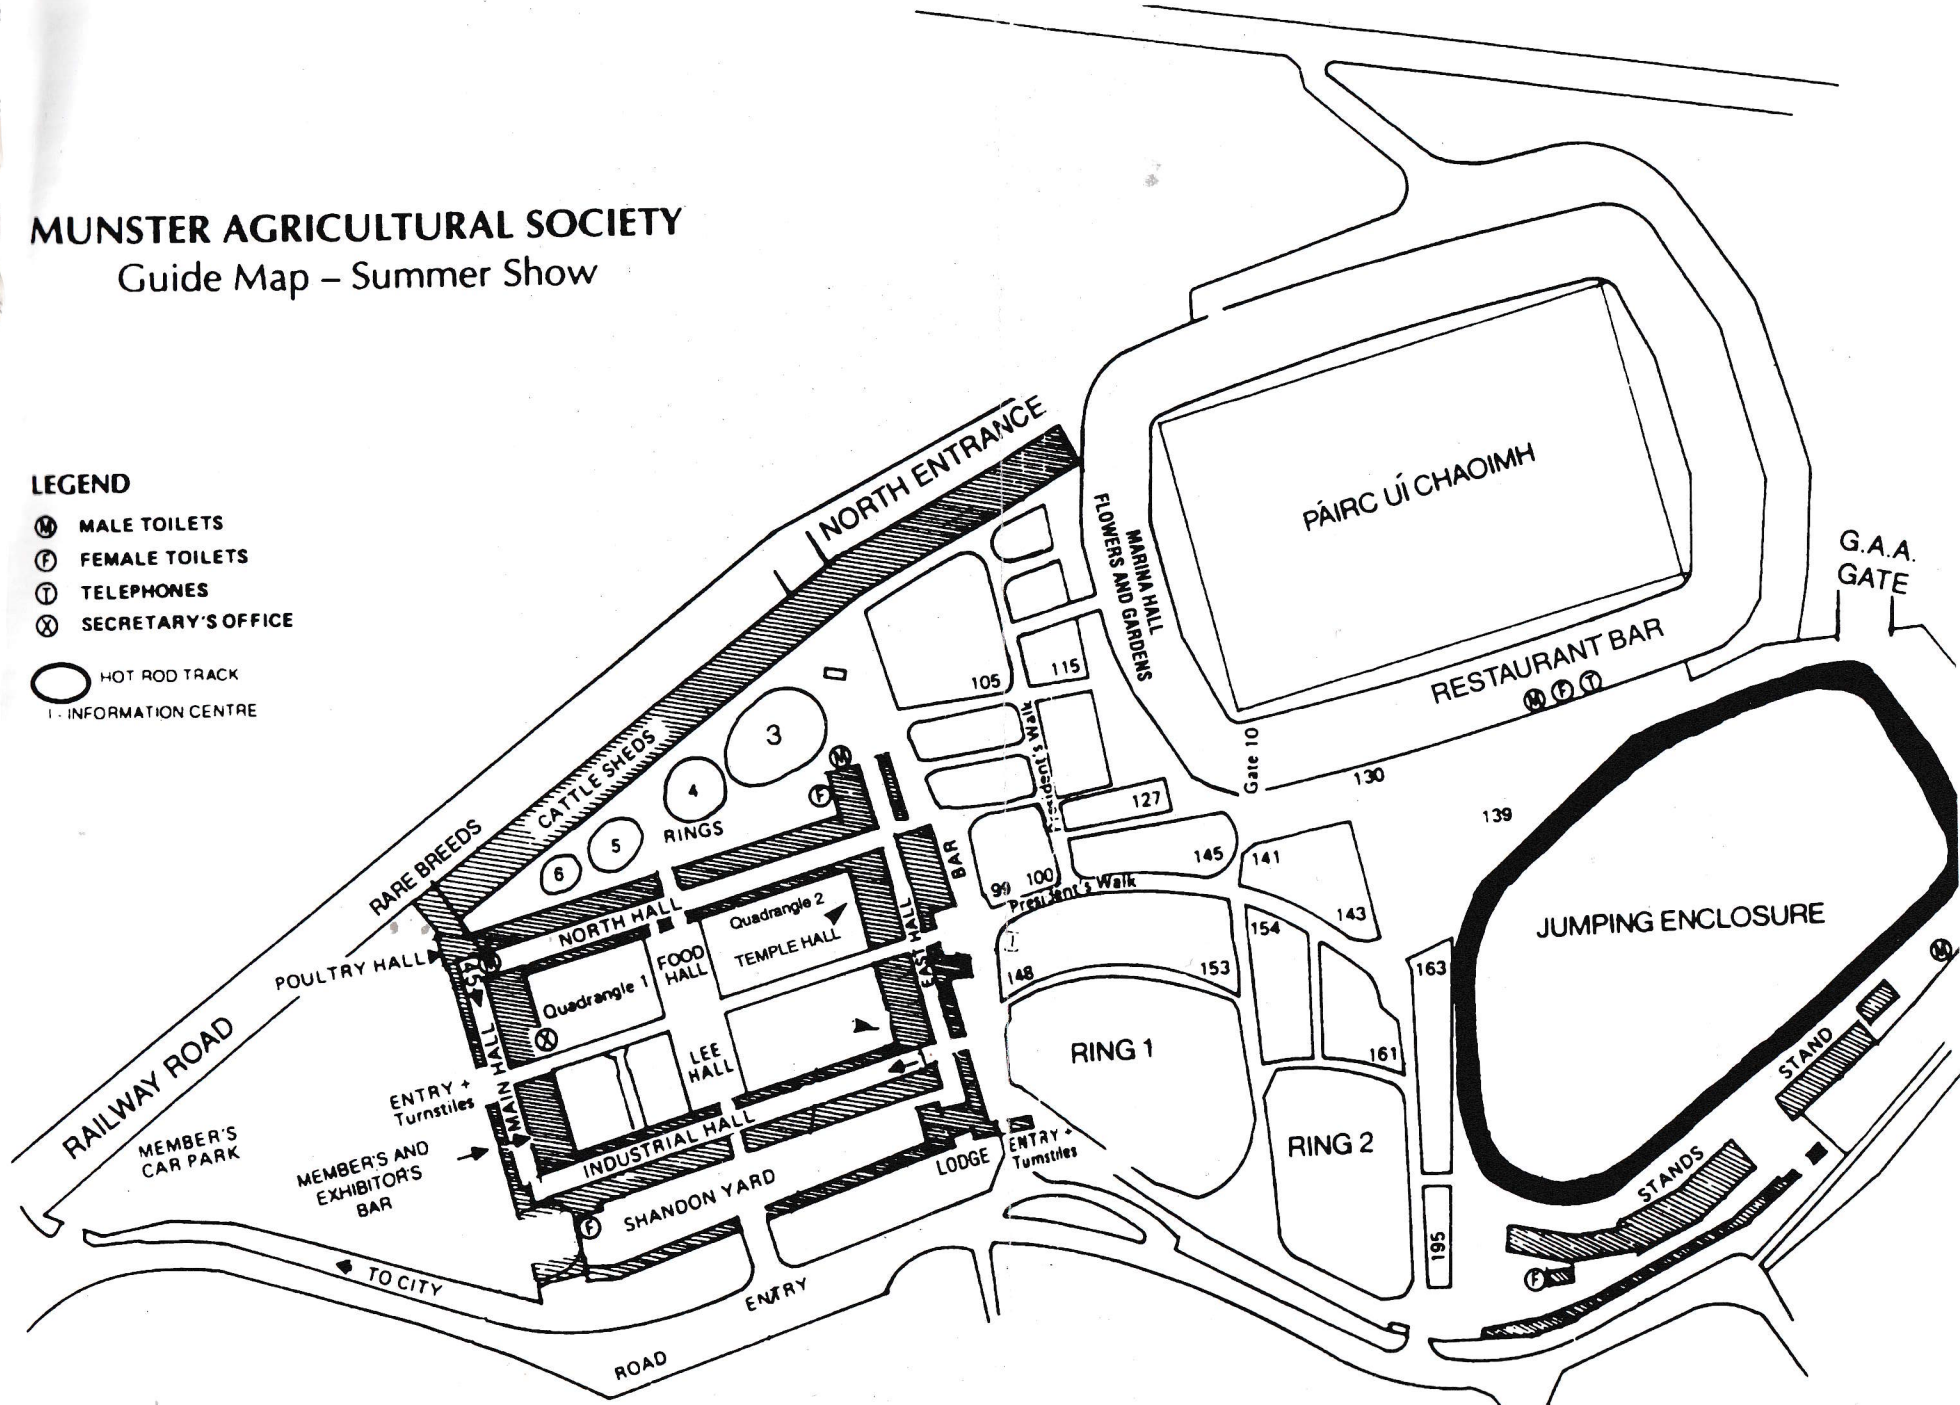 MUNSTER AGRICULTURAL SOCIETY
Guide Map – Summer Show
LEGEND
M MALE TOILETS
F FEMALE TOILETS
T TELEPHONES
X SECRETARY'S OFFICE
HOT ROD TRACK
I - INFORMATION CENTRE
NORTH ENTRANCE
PÁIRC UÍ CHAOIMH
MARINA HALL
FLOWERS AND GARDENS
G.A.A.
GATE
RESTAURANT BAR
M F T
Gate 10
115
105
President's Walk
127
130
139
3
4
5
6
RINGS
M
F
CATTLE SHEDS
RARE BREEDS
BAR
99
100
President's Walk
145
141
143
NORTH HALL
Quadrangle 2
TEMPLE HALL
FOOD
HALL
EAST HALL
POULTRY HALL
45
M
Quadrangle 1
X
I
148
153
154
163
JUMPING ENCLOSURE
M
RAILWAY ROAD
MAIN HALL
LEE
HALL
RING 1
161
STAND
ENTRY +
Turnstiles
MEMBER'S
CAR PARK
MEMBER'S AND
EXHIBITOR'S
BAR
INDUSTRIAL HALL
1
LODGE
ENTRY +
Turnstiles
RING 2
STANDS
F
SHANDON YARD
195
F
TO CITY
ENTRY
ROAD